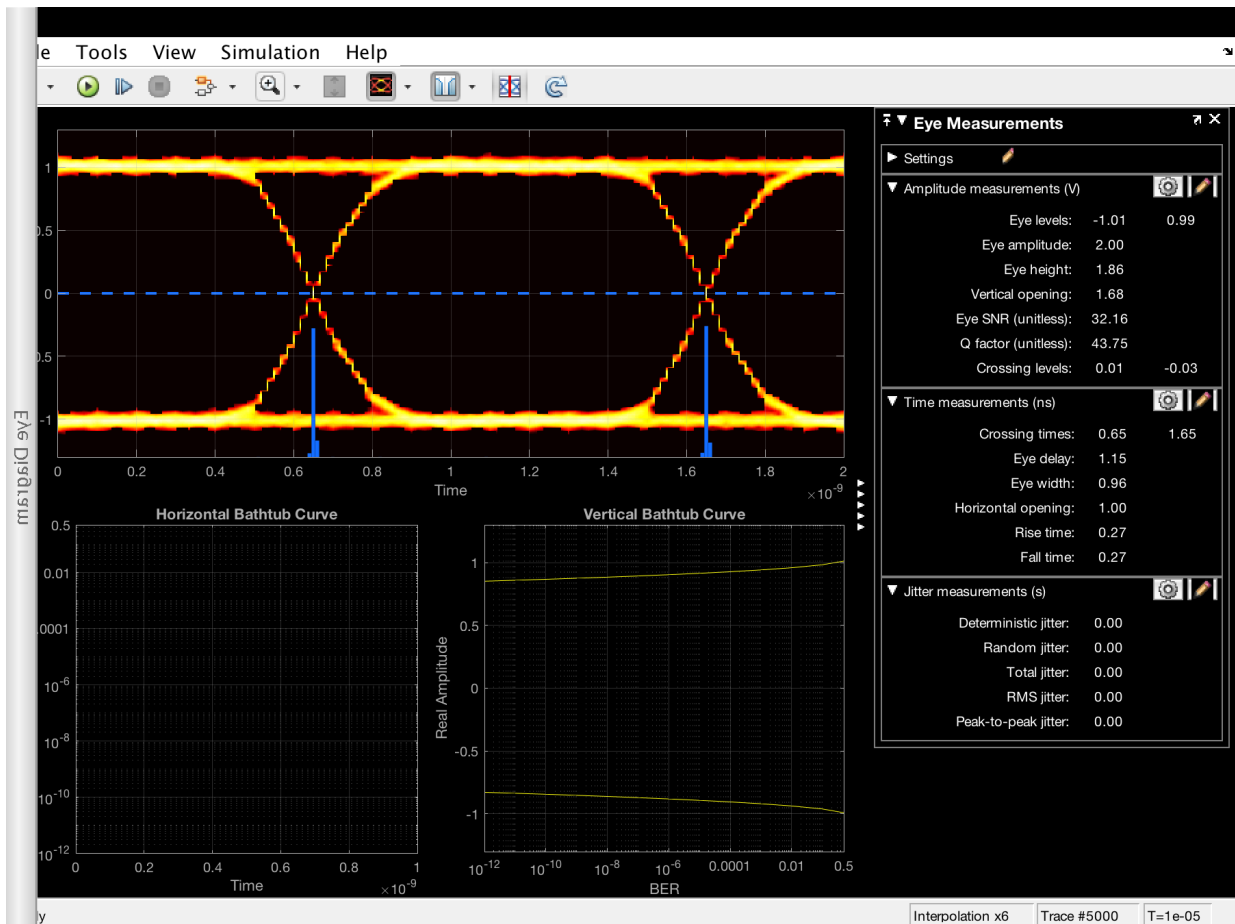 le Tools View Simulation Help
Eye Diagram
1
0.5
0
0.5
-1
0 0.2 0.4 0.6 0.8 1 1.2 1.4 1.6 1.8 2
Time
×10⁻⁹
Horizontal Bathtub Curve
0.5
0.01
.0001
10⁻⁶
10⁻⁸
10⁻¹⁰
10⁻¹²
0 0.2 0.4 0.6 0.8 1
Time
×10⁻⁹
Vertical Bathtub Curve
Real Amplitude
1
0.5
0
-0.5
-1
10⁻¹² 10⁻¹⁰ 10⁻⁸ 10⁻⁶ 0.0001 0.01 0.5
BER
Eye Measurements
Settings
Amplitude measurements (V)
Eye levels: -1.01 0.99
Eye amplitude: 2.00
Eye height: 1.86
Vertical opening: 1.68
Eye SNR (unitless): 32.16
Q factor (unitless): 43.75
Crossing levels: 0.01 -0.03
Time measurements (ns)
Crossing times: 0.65 1.65
Eye delay: 1.15
Eye width: 0.96
Horizontal opening: 1.00
Rise time: 0.27
Fall time: 0.27
Jitter measurements (s)
Deterministic jitter: 0.00
Random jitter: 0.00
Total jitter: 0.00
RMS jitter: 0.00
Peak-to-peak jitter: 0.00
y
Interpolation x6 Trace #5000 T=1e-05